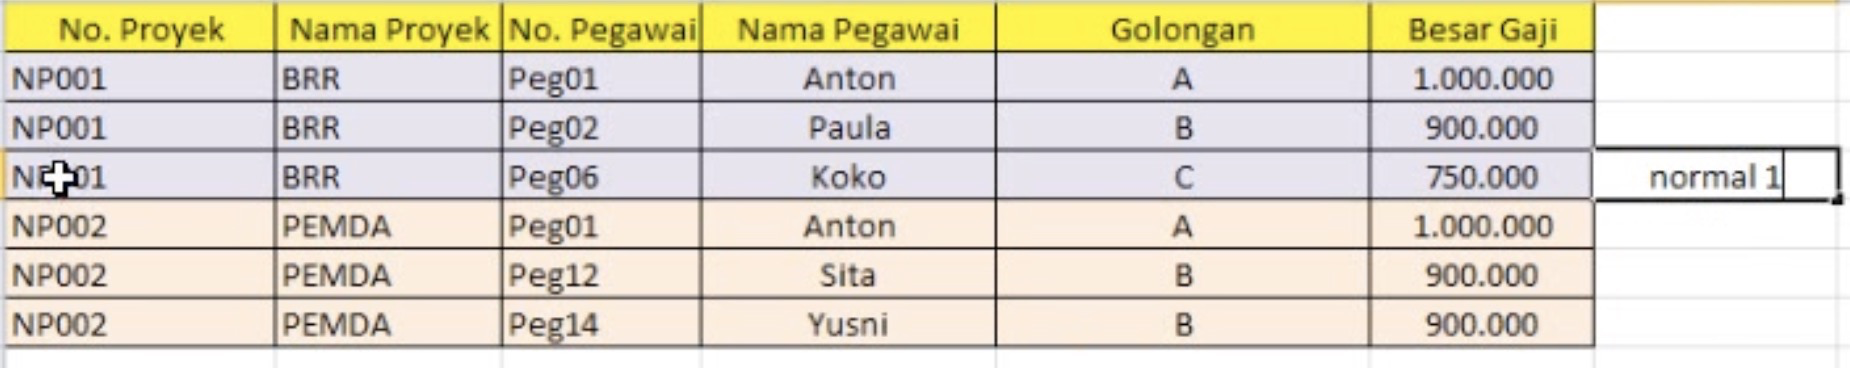 No. Proyek Nama Proyek No. Pegawai Nama Pegawai Golongan Besar Gaji
NP001 BRR Peg01 Anton A 1.000.000
NP001 BRR Peg02 Paula B 900.000
BRR Peg06 Koko C 750.000 normal 1
NP002 PEMDA Peg01 Anton A 1.000.000
NP002 PEMDA Peg12 Sita B 900.000
NP002 PEMDA Peg14 Yusni B 900.000